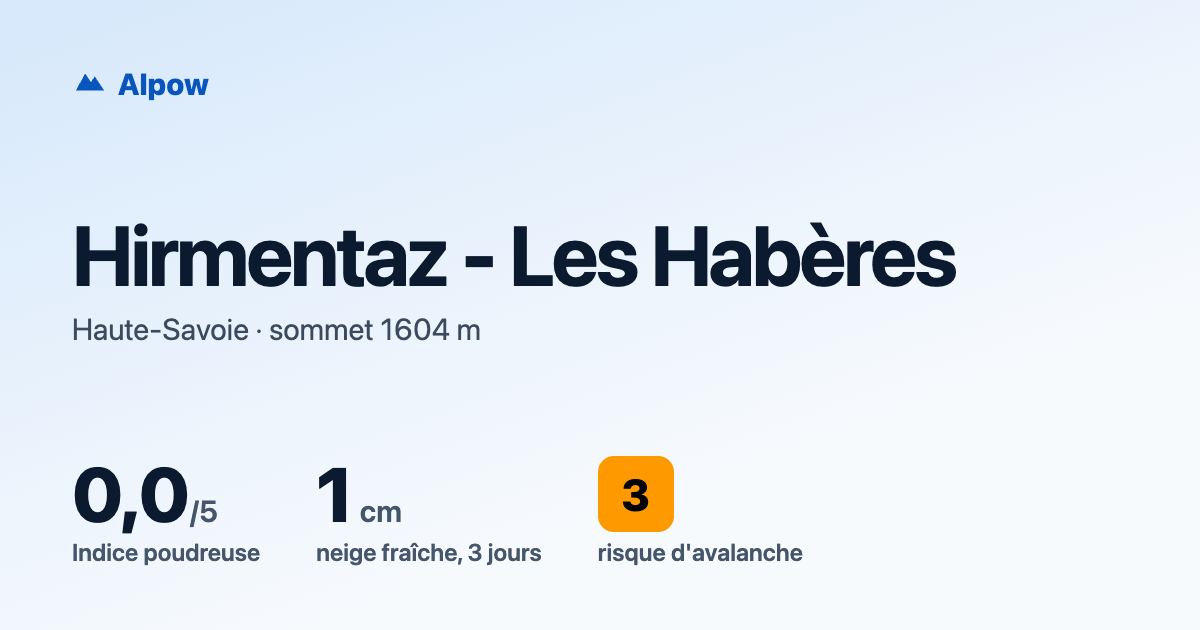 Alpow
Hirmentaz - Les Habères
Haute-Savoie · sommet 1604 m
0,0/5
Indice poudreuse
1 cm
neige fraîche, 3 jours
3
risque d'avalanche